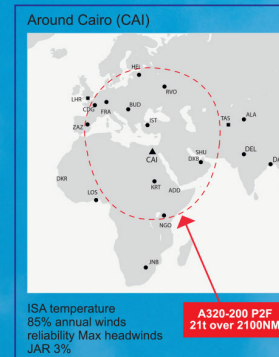 Around Cairo (CAI)
HEL
RVO
LHR
CDG
FRA
BUD
ZAZ
IST
TAS
ALA
CAI
SHU
DXB
DEL
DKR
KRT
ADD
LOS
NGO
JNB
ISA temperature
85% annual winds
reliability Max headwinds
JAR 3%
A320-200 P2F
21t over 2100NM